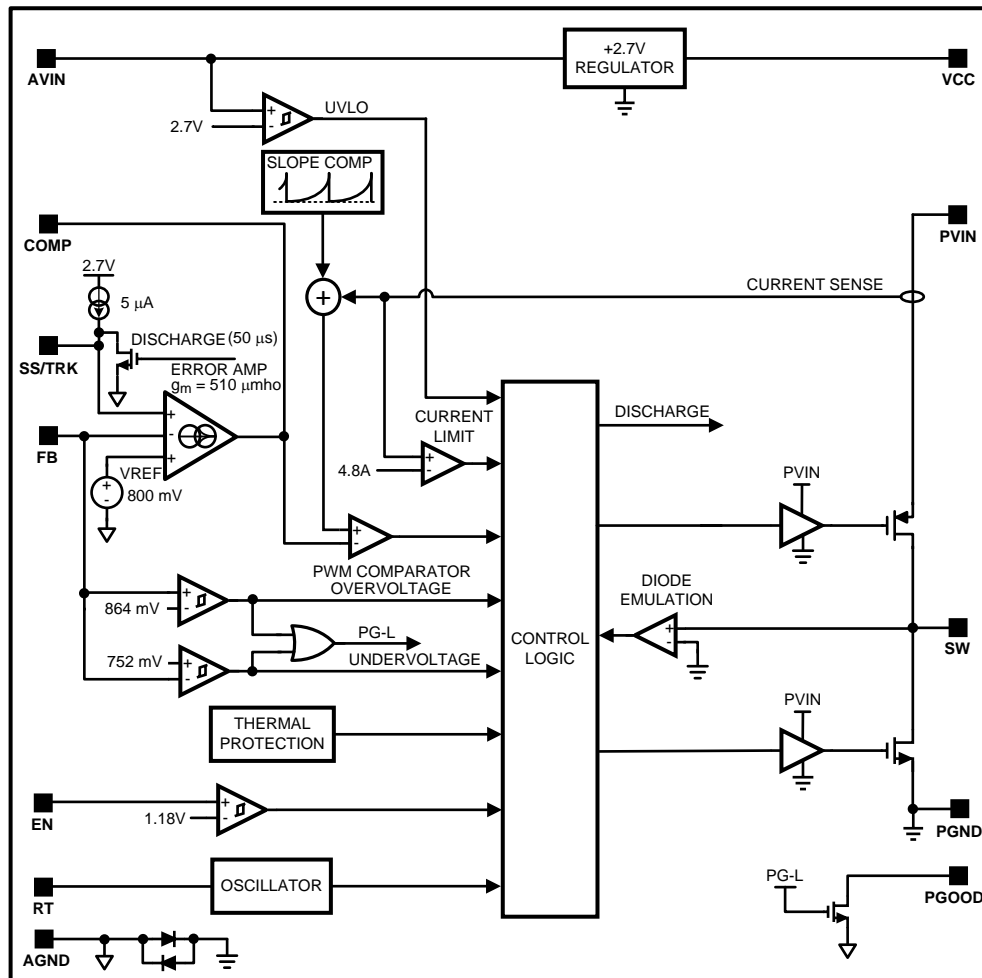 AVIN
+2.7V
REGULATOR
VCC
UVLO
2.7V
+
-
SLOPE COMP
COMP
PVIN
2.7V
5 μA
+
CURRENT SENSE
DISCHARGE (50 μs)
SS/TRK
ERROR AMP
gm = 510 μmho
+
-
+
FB
VREF
+
-
800 mV
CURRENT
LIMIT
4.8A
+
-
DISCHARGE
PVIN
+
-
PWM COMPARATOR
OVERVOLTAGE
864 mV
+
-
PG-L
DIODE
EMULATION
+
-
CONTROL
LOGIC
SW
752 mV
+
-
UNDERVOLTAGE
PVIN
THERMAL
PROTECTION
EN
1.18V
+
-
PGND
RT
OSCILLATOR
PG-L
PGOOD
AGND